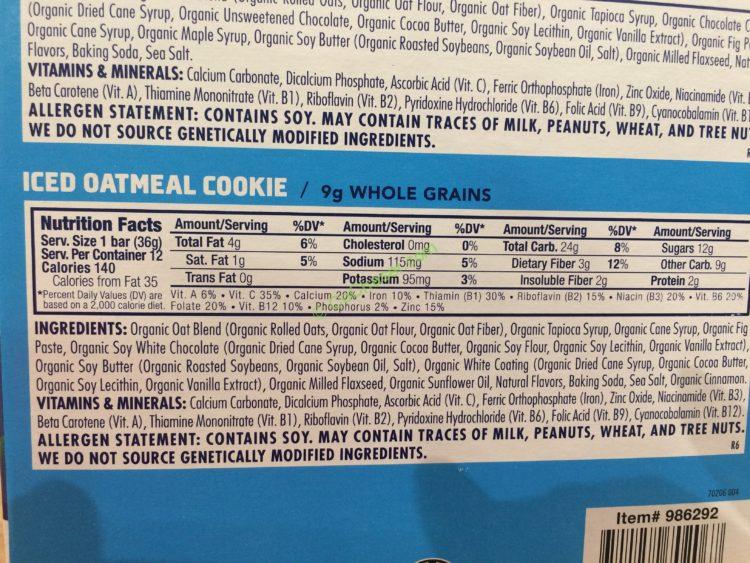 Organic Rolled Oats, Organic Oat Flour, Organic Oat Fiber), Organic Tapioca Syrup, Organic Chocolate C
(Organic Dried Cane Syrup, Organic Unsweetened Chocolate, Organic Cocoa Butter, Organic Soy Lecithin, Organic Vanilla Extract), Organic Fig P
Organic Cane Syrup, Organic Maple Syrup, Organic Soy Butter (Organic Roasted Soybeans, Organic Soybean Oil, Salt), Organic Milled Flaxseed, Nat
Flavors, Baking Soda, Sea Salt.
VITAMINS & MINERALS: Calcium Carbonate, Dicalcium Phosphate, Ascorbic Acid (Vit. C), Ferric Orthophosphate (Iron), Zinc Oxide, Niacinamide (Vit.
Beta Carotene (Vit. A), Thiamine Mononitrate (Vit. B1), Riboflavin (Vit. B2), Pyridoxine Hydrochloride (Vit. B6), Folic Acid (Vit. B9), Cyanocobalamin (Vit. B1
ALLERGEN STATEMENT: CONTAINS SOY. MAY CONTAIN TRACES OF MILK, PEANUTS, WHEAT, AND TREE NU
WE DO NOT SOURCE GENETICALLY MODIFIED INGREDIENTS.
ICED OATMEAL COOKIE / 9g WHOLE GRAINS
Nutrition Facts Amount/Serving %DV* Amount/Serving %DV* Amount/Serving %DV* Amount/Serving
Serv. Size 1 bar (36g) Total Fat 4g 6% Cholesterol 0mg 0% Total Carb. 24g 8% Sugars 12g
Serv. Per Container 12 Sat. Fat 1g 5% Sodium 115mg 5% Dietary Fiber 3g 12% Other Carb. 9g
Calories 140 Trans Fat 0g Potassium 95mg 3% Insoluble Fiber 2g Protein 2g
Calories from Fat 35
*Percent Daily Values (DV) are Vit. A 6% • Vit. C 35% • Calcium 20% • Iron 10% • Thiamin (B1) 30% • Riboflavin (B2) 15% • Niacin (B3) 20% • Vit. B6 20%
based on a 2,000 calorie diet. Folate 20% • Vit. B12 10% • Phosphorus 2% • Zinc 15%
INGREDIENTS: Organic Oat Blend (Organic Rolled Oats, Organic Oat Flour, Organic Oat Fiber), Organic Tapioca Syrup, Organic Cane Syrup, Organic Fig
Paste, Organic Soy White Chocolate (Organic Dried Cane Syrup, Organic Cocoa Butter, Organic Soy Flour, Organic Soy Lecithin, Organic Vanilla Extract),
Organic Soy Butter (Organic Roasted Soybeans, Organic Soybean Oil, Salt), Organic White Coating (Organic Dried Cane Syrup, Organic Cocoa Butter,
Organic Soy Lecithin, Organic Vanilla Extract), Organic Milled Flaxseed, Organic Sunflower Oil, Natural Flavors, Baking Soda, Sea Salt, Organic Cinnamon.
VITAMINS & MINERALS: Calcium Carbonate, Dicalcium Phosphate, Ascorbic Acid (Vit. C), Ferric Orthophosphate (Iron), Zinc Oxide, Niacinamide (Vit. B3),
Beta Carotene (Vit. A), Thiamine Mononitrate (Vit. B1), Riboflavin (Vit. B2), Pyridoxine Hydrochloride (Vit. B6), Folic Acid (Vit. B9), Cyanocobalamin (Vit. B12).
ALLERGEN STATEMENT: CONTAINS SOY. MAY CONTAIN TRACES OF MILK, PEANUTS, WHEAT, AND TREE NUTS.
WE DO NOT SOURCE GENETICALLY MODIFIED INGREDIENTS.
R6
70206 004
Item# 986292